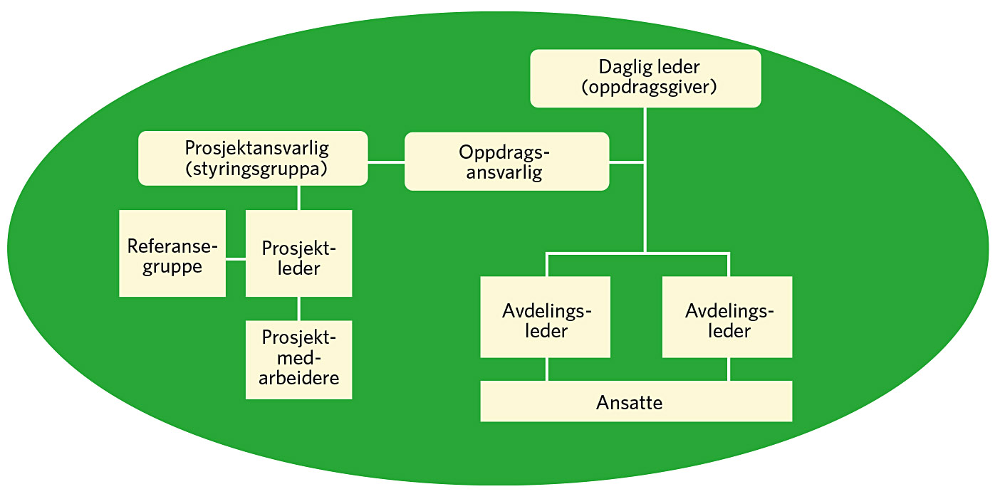 Daglig leder
(oppdragsgiver)
Prosjektansvarlig
(styringsgruppa)
Oppdrags-
ansvarlig
Referanse-
gruppe
Prosjekt-
leder
Prosjekt-
med-
arbeidere
Avdelings-
leder
Avdelings-
leder
Ansatte